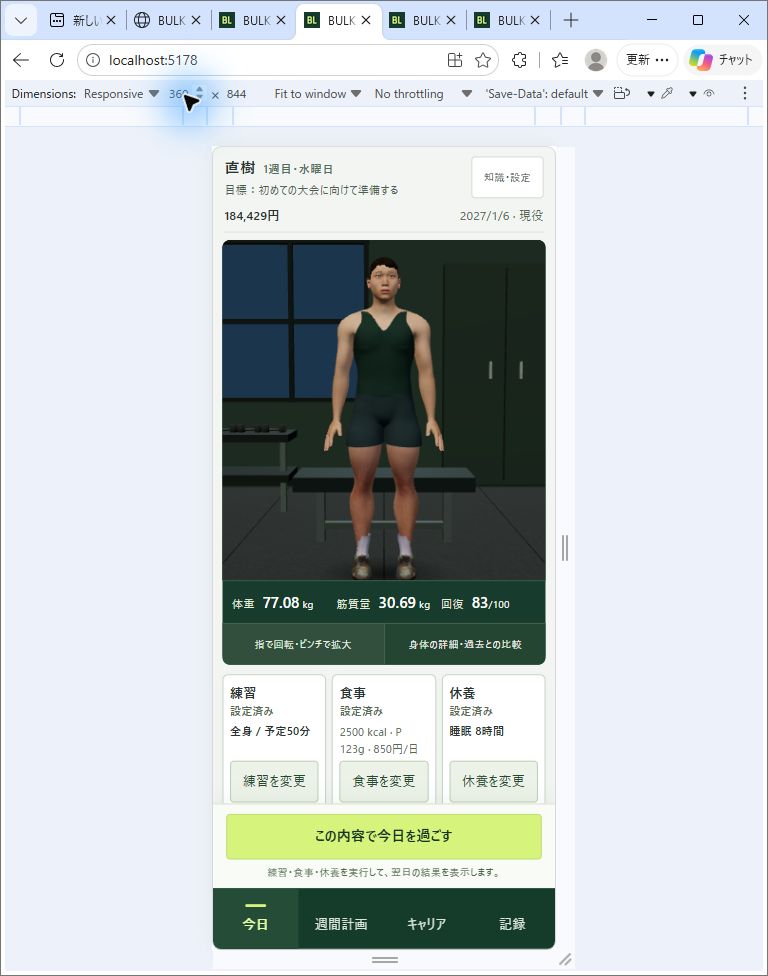 新しい
BULK
BL BULK
BL BULK
BL BULK
BL BULK
localhost:5178
更新
チャット
Dimensions: Responsive
× 844
Fit to window
No throttling
'Save-Data': default
直樹 1週目・水曜日
目標：初めての大会に向けて準備する
知識・設定
184,429円
2027/1/6・現役
体重 77.08 kg 筋質量 30.69 kg 回復 83/100
指で回転・ピンチで拡大
身体の詳細・過去との比較
練習
設定済み
全身 / 予定50分
練習を変更
食事
設定済み
2500 kcal・P
123g・850円/日
食事を変更
休養
設定済み
睡眠 8時間
休養を変更
この内容で今日を過ごす
練習・食事・休養を実行して、翌日の結果を表示します。
今日
週間計画
キャリア
記録